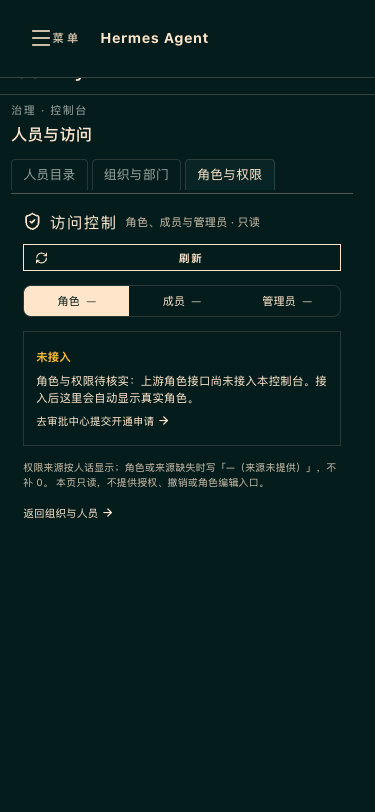 菜单 Hermes Agent
治理 · 控制台
人员与访问
人员目录 组织与部门 角色与权限
访问控制 角色、成员与管理员 · 只读
刷新
角色 — 成员 — 管理员 —
未接入
角色与权限待核实：上游角色接口尚未接入本控制台。接
入后这里会自动显示真实角色。
去审批中心提交开通申请 →
权限来源按人话显示；角色或来源缺失时写「—（来源未提供）」，不
补 0。 本页只读，不提供授权、撤销或角色编辑入口。
返回组织与人员 →